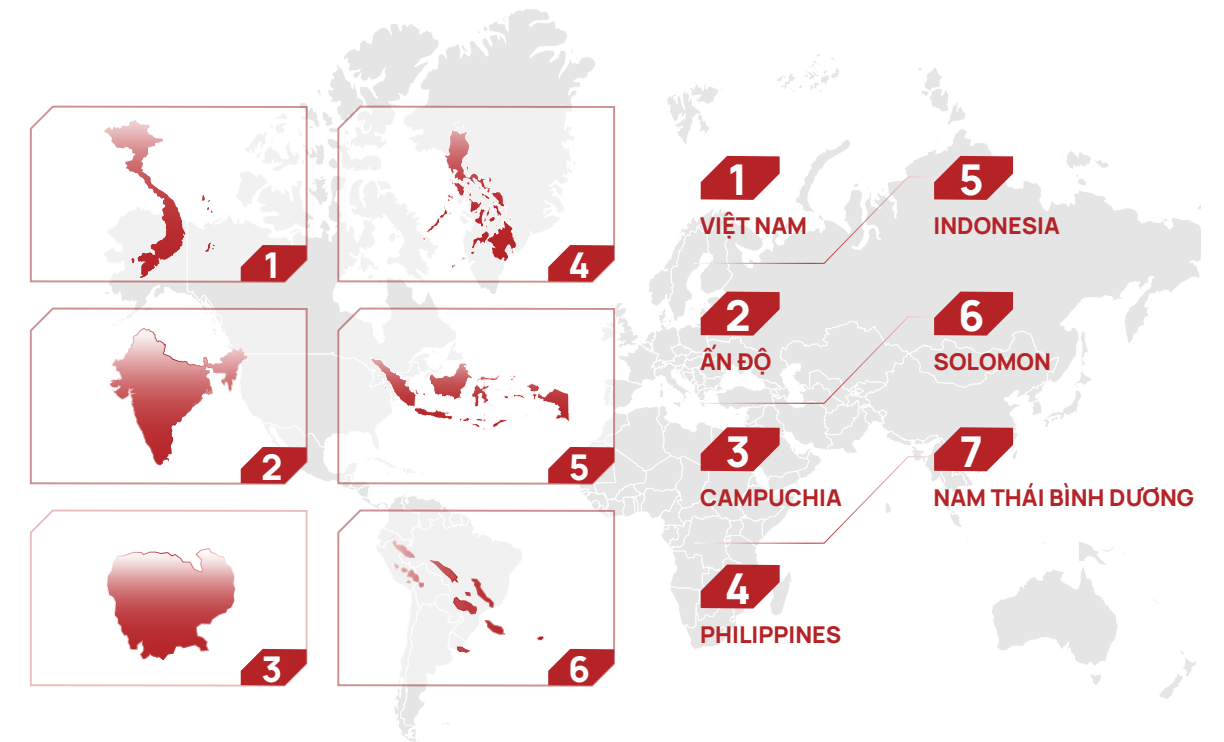 1
4
2
5
3
6
1
VIỆT NAM
2
ẤN ĐỘ
3
CAMPUCHIA
4
PHILIPPINES
5
INDONESIA
6
SOLOMON
7
NAM THÁI BÌNH DƯƠNG